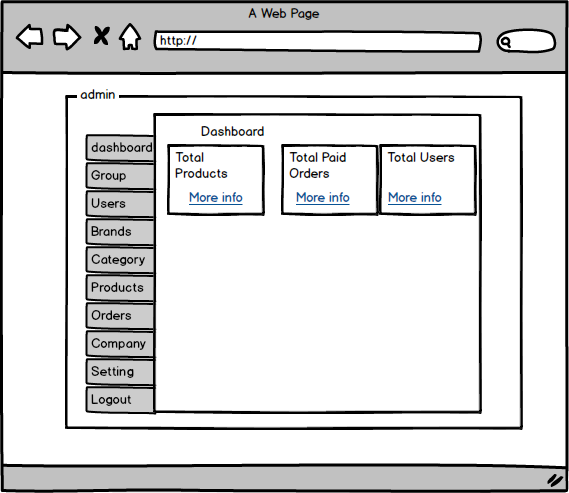 A Web Page
http://
admin
dashboard
Group
Users
Brands
Category
Products
Orders
Company
Setting
Logout
Dashboard
Total
Products
More info
Total Paid
Orders
More info
Total Users
More info